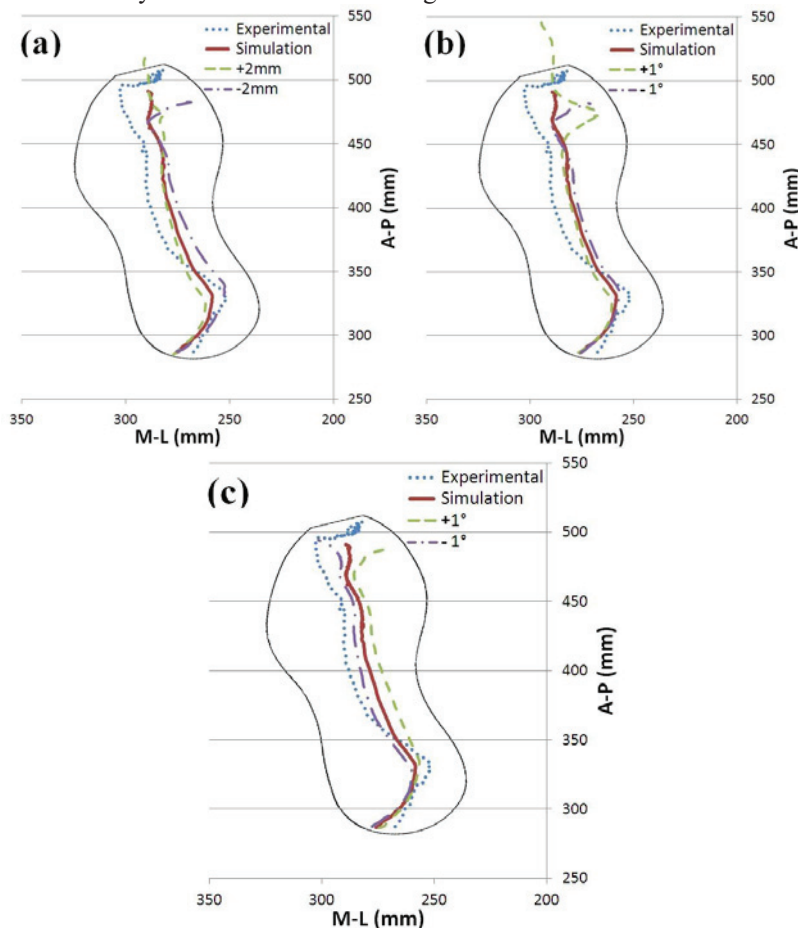 (a)
Experimental
Simulation
+2mm
-2mm
550
500
450
400
350
300
250
A-P (mm)
350
300
250
200
M-L (mm)
(b)
Experimental
Simulation
+1°
- 1°
550
500
450
400
350
300
250
A-P (mm)
350
300
250
200
M-L (mm)
(c)
Experimental
Simulation
+1°
- 1°
550
500
450
400
350
300
250
A-P (mm)
350
300
250
200
M-L (mm)